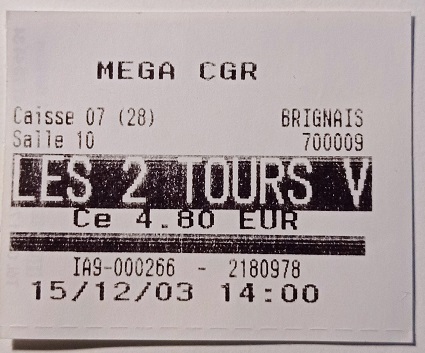 MEGA CGR
Caisse 07 (28) BRIGNAIS
Salle 10 700009
LES 2 TOURS V
Ce 4.80 EUR
IA9-000266 - 2180978
15/12/03 14:00